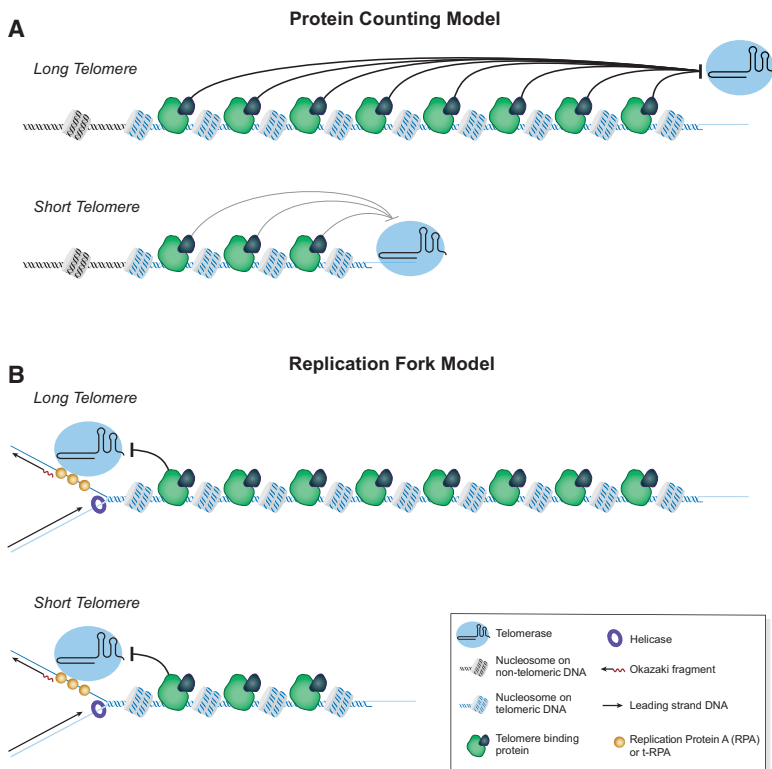 Protein Counting Model
A
Long Telomere
Short Telomere
Replication Fork Model
B
Long Telomere
Short Telomere
Telomerase
Nucleosome on
non-telomeric DNA
Nucleosome on
telomeric DNA
Telomere binding
protein
Helicase
Okazaki fragment
Leading strand DNA
Replication Protein A (RPA)
or t-RPA